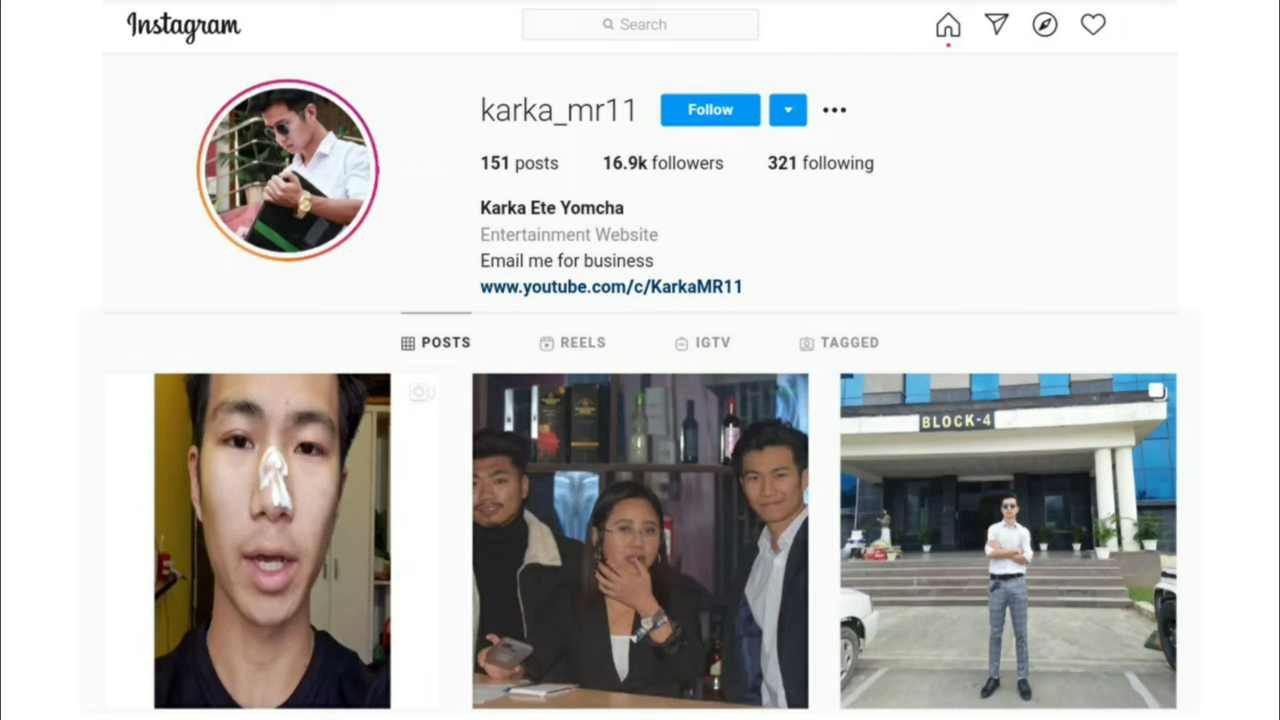 Instagram
Search
karka_mr11
Follow
151 posts 16.9k followers 321 following
Karka Ete Yomcha
Entertainment Website
Email me for business
www.youtube.com/c/KarkaMR11
POSTS REELS IGTV TAGGED
BLOCK-4